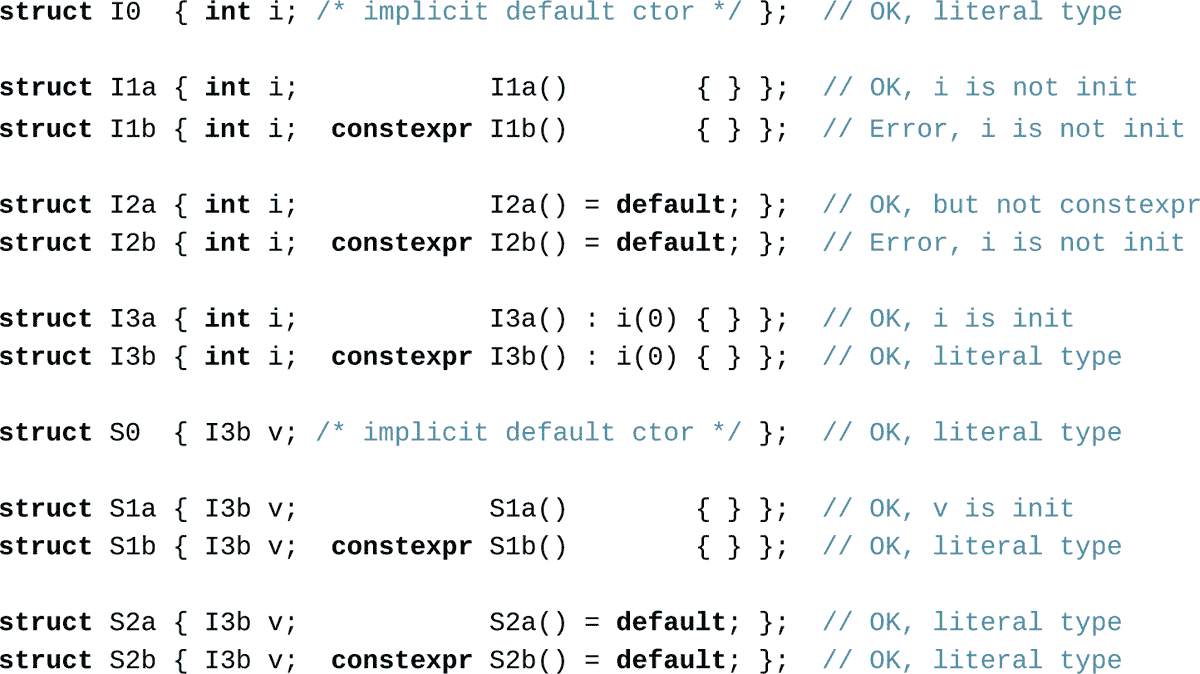 struct I0  { int i; /* implicit default ctor */ };  // OK, literal type
struct I1a { int i;            I1a()        { } };  // OK, i is not init
struct I1b { int i;  constexpr I1b()        { } };  // Error, i is not init
struct I2a { int i;            I2a() = default; };  // OK, but not constexpr
struct I2b { int i;  constexpr I2b() = default; };  // Error, i is not init
struct I3a { int i;            I3a() : i(0) { } };  // OK, i is init
struct I3b { int i;  constexpr I3b() : i(0) { } };  // OK, literal type
struct S0  { I3b v; /* implicit default ctor */ };  // OK, literal type
struct S1a { I3b v;            S1a()        { } };  // OK, v is init
struct S1b { I3b v;  constexpr S1b()        { } };  // OK, literal type
struct S2a { I3b v;            S2a() = default; };  // OK, literal type
struct S2b { I3b v;  constexpr S2b() = default; };  // OK, literal type